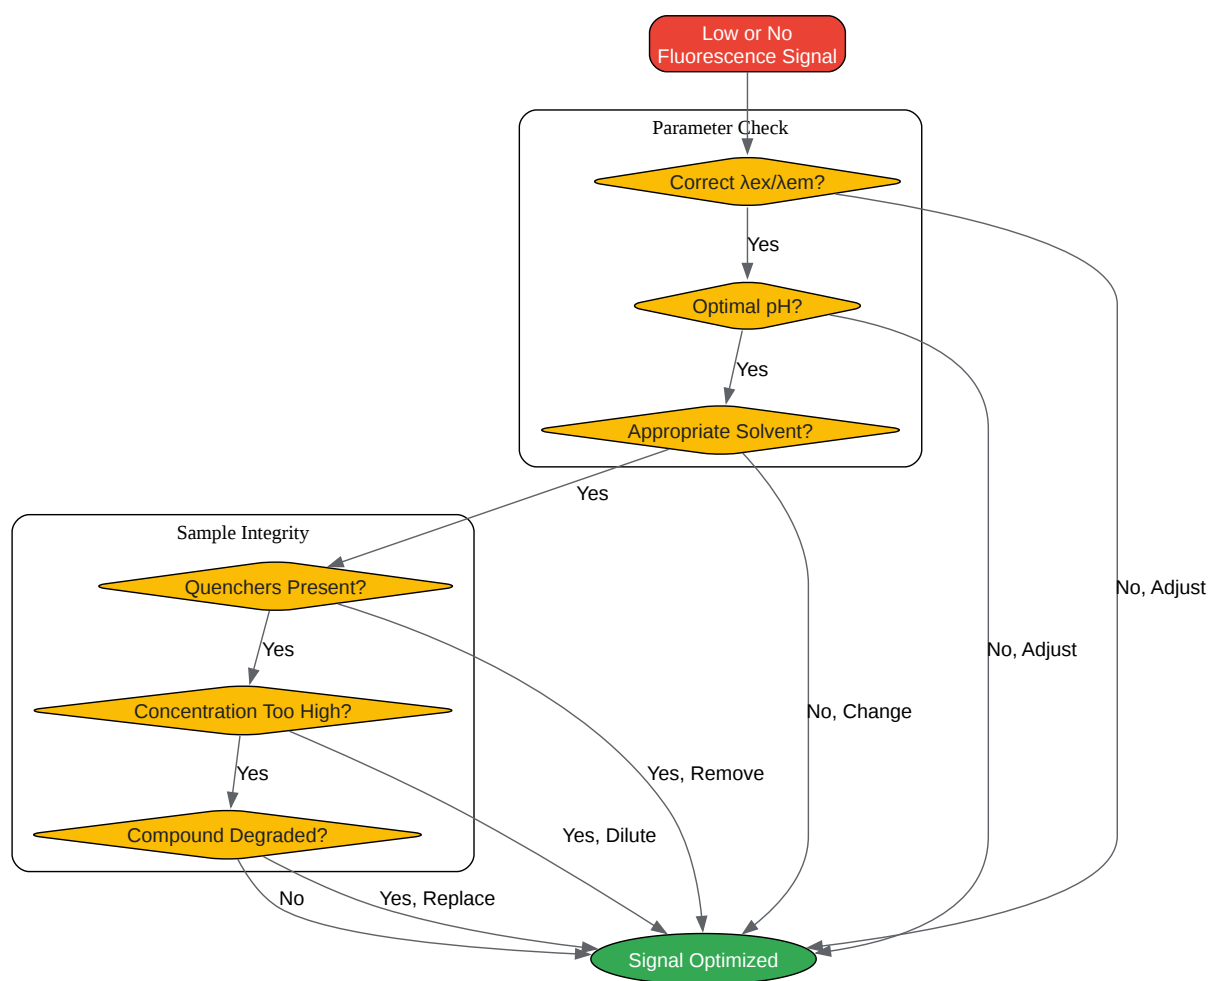 Low or No
Fluorescence Signal
Parameter Check
Correct λex/λem?
Yes
Optimal pH?
Yes
Appropriate Solvent?
Yes
Sample Integrity
Quenchers Present?
No, Adjust
Yes
No, Adjust
Concentration Too High?
No, Change
Yes
Yes, Remove
Compound Degraded?
Yes, Dilute
No
Yes, Replace
Signal Optimized